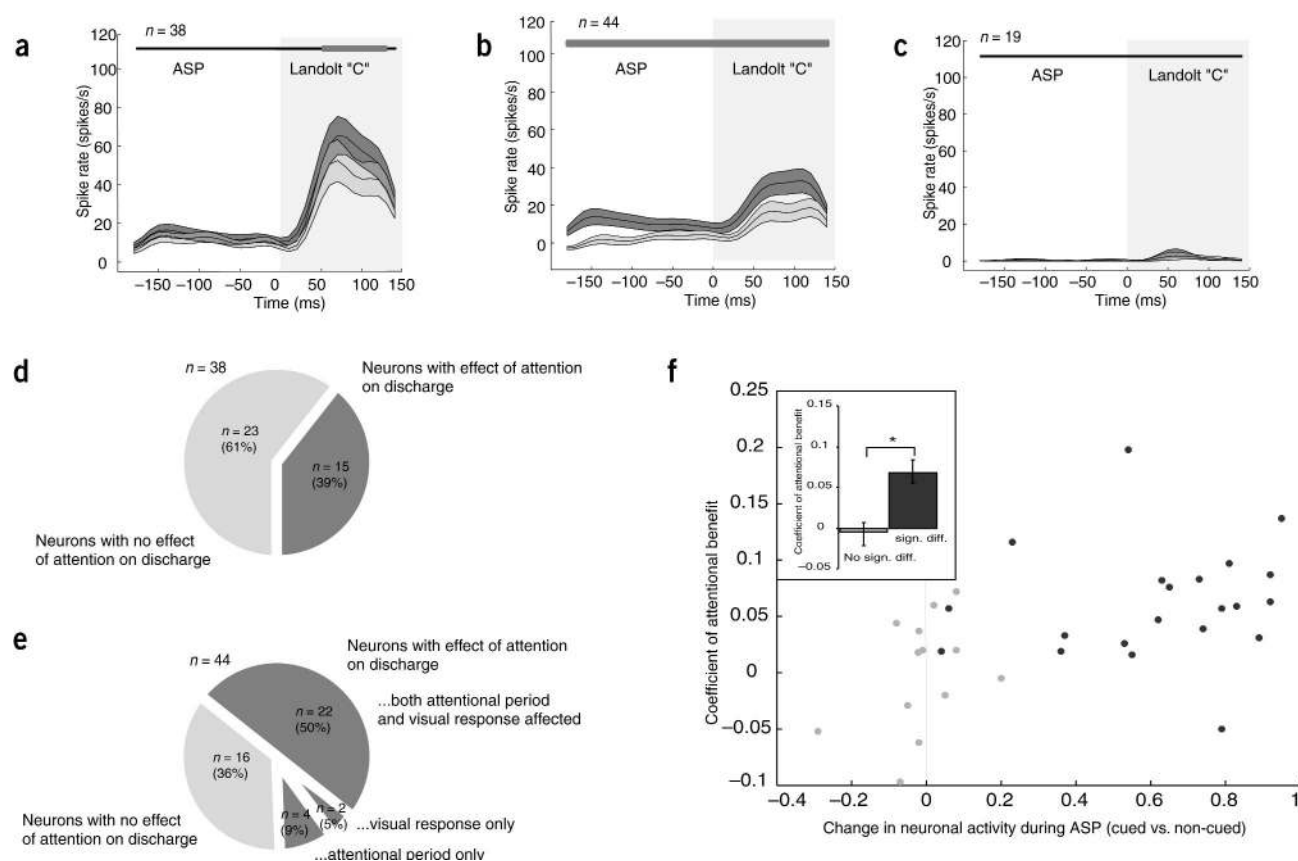 a
n = 38
120
100
80
60
40
20
0
Spike rate (spikes/s)
ASP
Landolt "C"
−150 −100 −50 0 50 100 150
Time (ms)
b
n = 44
120
100
80
60
40
20
0
Spike rate (spikes/s)
ASP
Landolt "C"
−150 −100 −50 0 50 100 150
Time (ms)
c
n = 19
120
100
80
60
40
20
0
Spike rate (spikes/s)
ASP
Landolt "C"
−150 −100 −50 0 50 100 150
Time (ms)
d
n = 38
Neurons with effect of attention
on discharge
n = 23
(61%)
n = 15
(39%)
Neurons with no effect
of attention on discharge
e
n = 44
Neurons with effect of attention
on discharge
...both attentional period
and visual response affected
n = 22
(50%)
n = 16
(36%)
n = 4
(9%)
n = 2
(5%)
...visual response only
...attentional period only
Neurons with no effect
of attention on discharge
f
0.25
0.2
0.15
0.1
0.05
0
−0.05
−0.1
Coefficient of attentional benefit
0.15
0.1
0.05
0
−0.05
Coefficient of attentional benefit
*
No sign. diff.
sign. diff.
−0.4 −0.2 0 0.2 0.4 0.6 0.8 1
Change in neuronal activity during ASP (cued vs. non-cued)